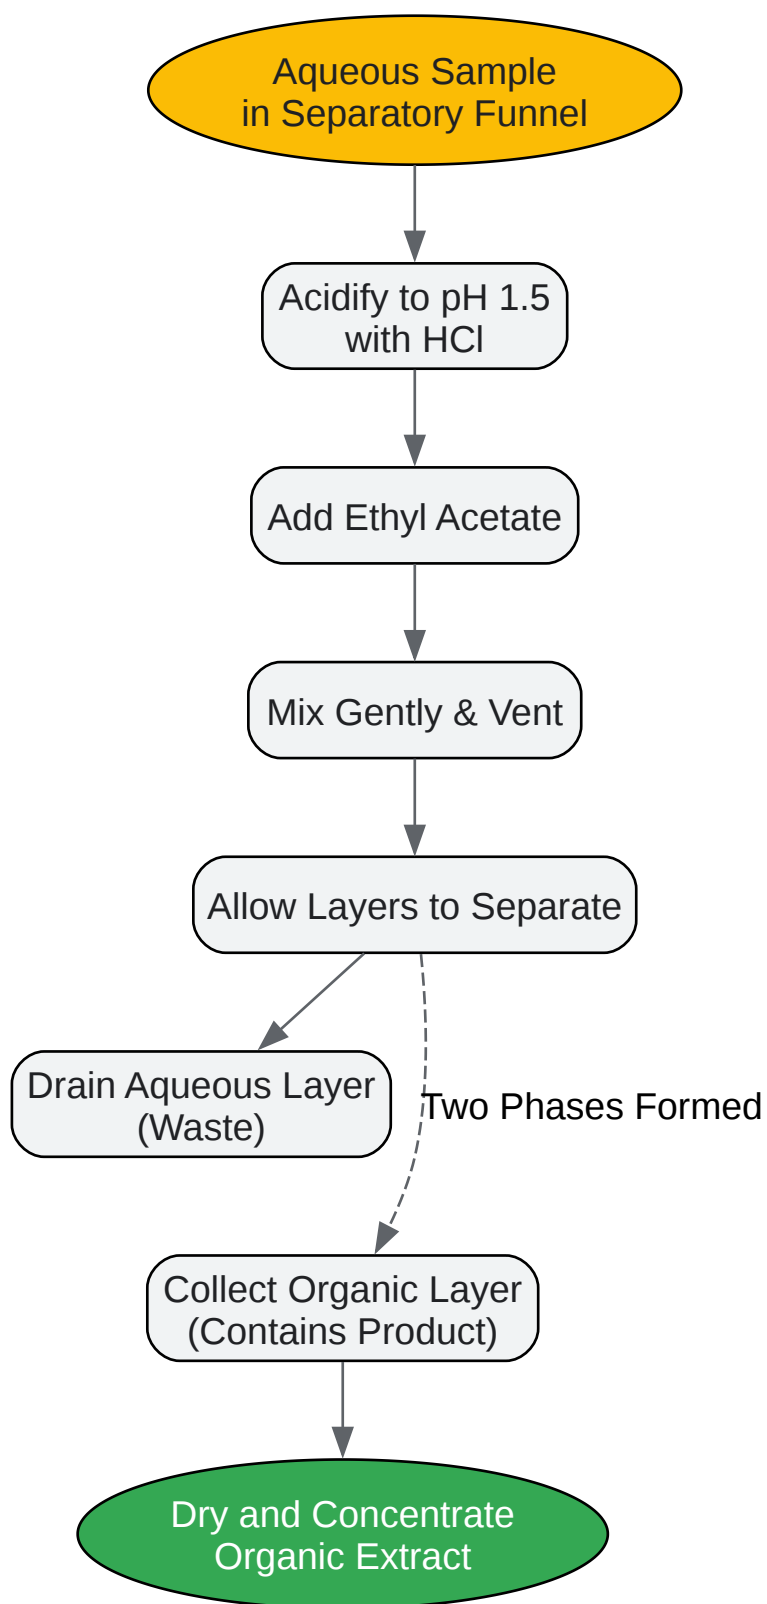 Aqueous Sample
in Separatory Funnel
Acidify to pH 1.5
with HCl
Add Ethyl Acetate
Mix Gently & Vent
Allow Layers to Separate
Drain Aqueous Layer
(Waste)
Two Phases Formed
Collect Organic Layer
(Contains Product)
Dry and Concentrate
Organic Extract